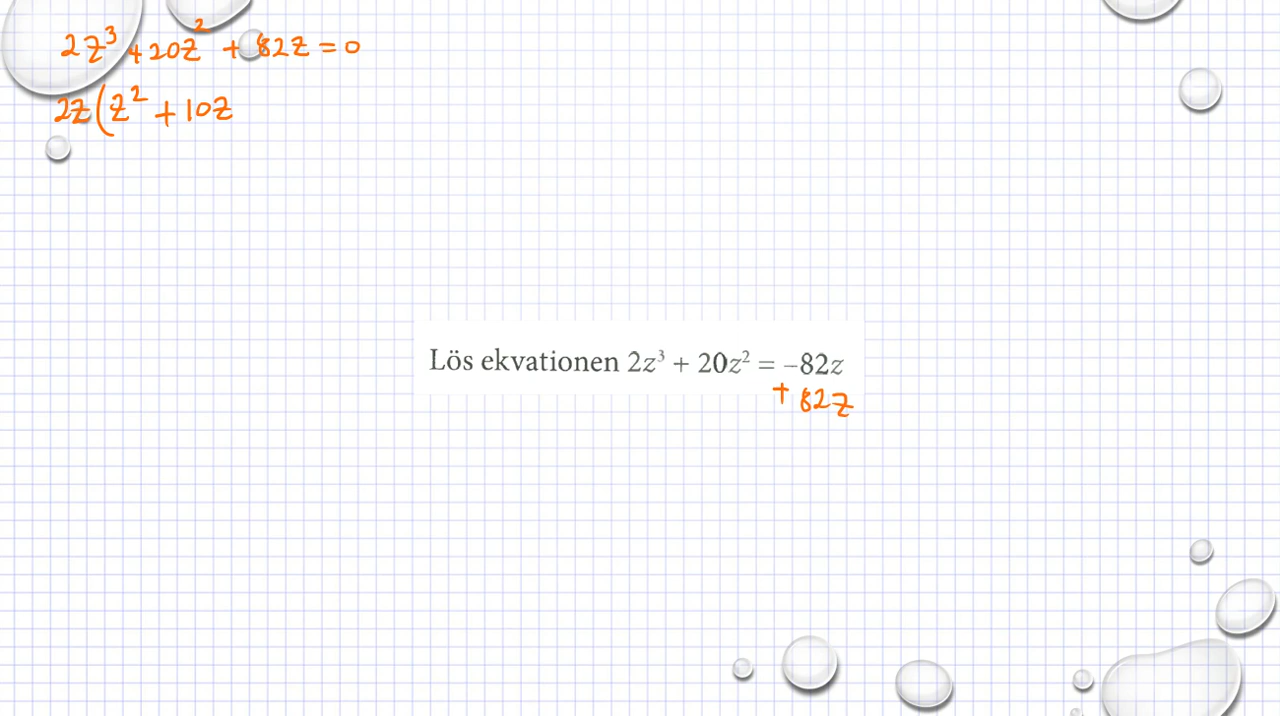 2z³ + 20z² + 82z = 0
2z(z² + 10z
Lös ekvationen 2z³ + 20z² = –82z
+ 82z